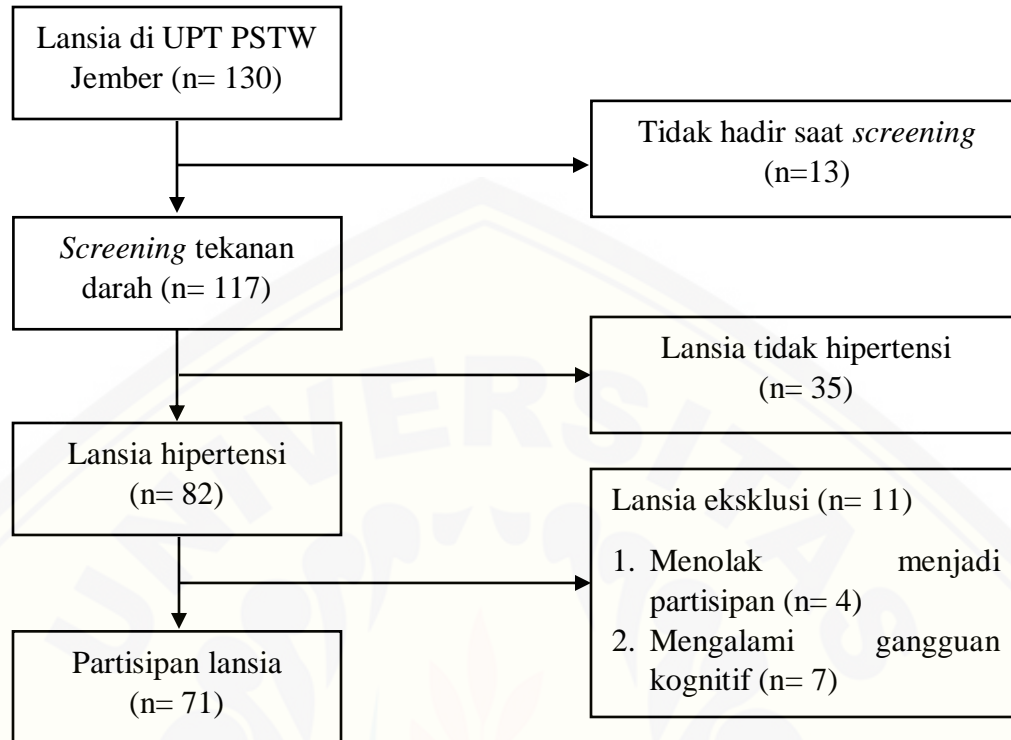 Lansia di UPT PSTW
Jember (n= 130)
Tidak hadir saat screening
(n=13)
Screening tekanan
darah (n= 117)
Lansia tidak hipertensi
(n= 35)
Lansia hipertensi
(n= 82)
Lansia eksklusi (n= 11)
1. Menolak menjadi
partisipan (n= 4)
2. Mengalami gangguan
kognitif (n= 7)
Partisipan lansia
(n= 71)
UNIVERSITAS